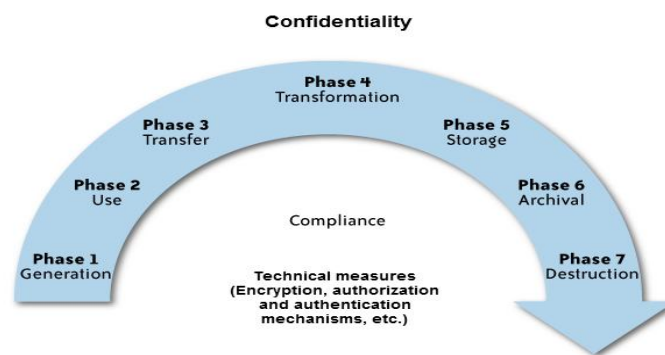 Confidentiality
Phase 1
Generation
Phase 2
Use
Phase 3
Transfer
Phase 4
Transformation
Phase 5
Storage
Phase 6
Archival
Phase 7
Destruction
Compliance
Technical measures
(Encryption, authorization
and authentication
mechanisms, etc.)